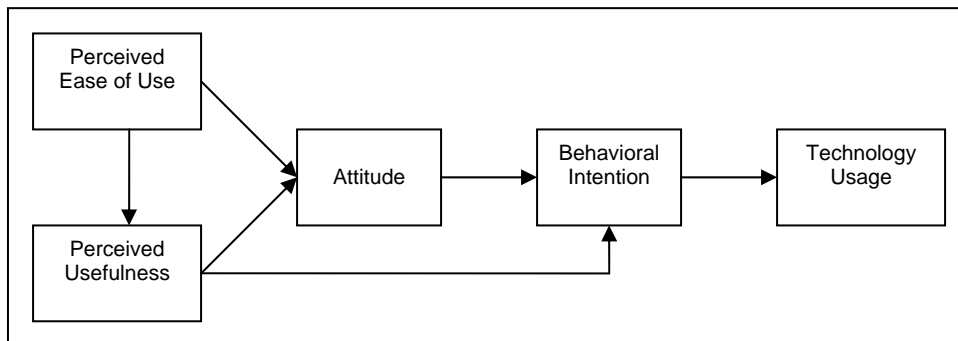 Perceived
Ease of Use
Attitude
Behavioral
Intention
Technology
Usage
Perceived
Usefulness